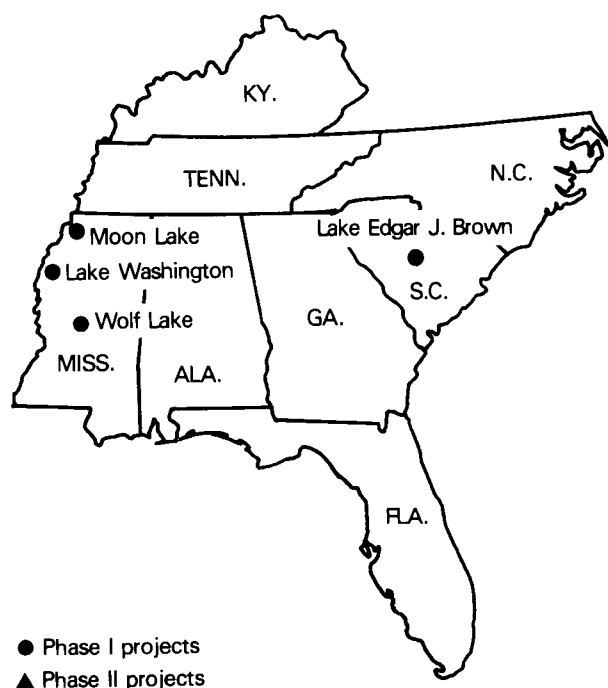 KY.
TENN.
N.C.
Moon Lake
Lake Edgar J. Brown
Lake Washington
S.C.
Wolf Lake
GA.
MISS.
ALA.
FLA.
● Phase I projects
▲ Phase II projects